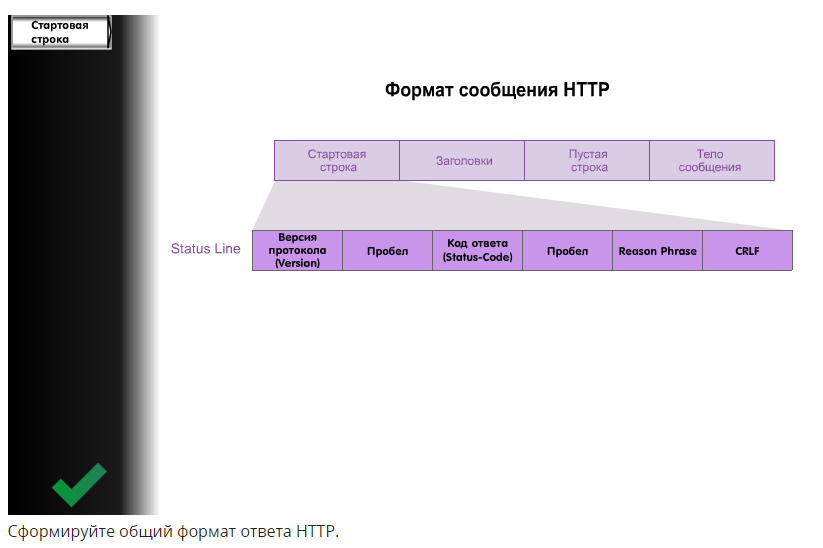 Стартовая
строка
Формат сообщения HTTP
Стартовая
строка
Заголовки
Пустая
строка
Тело
сообщения
Status Line
Версия
протокола
(Version)
Пробел
Код ответа
(Status-Code)
Пробел
Reason Phrase
CRLF
Сформируйте общий формат ответа HTTP.